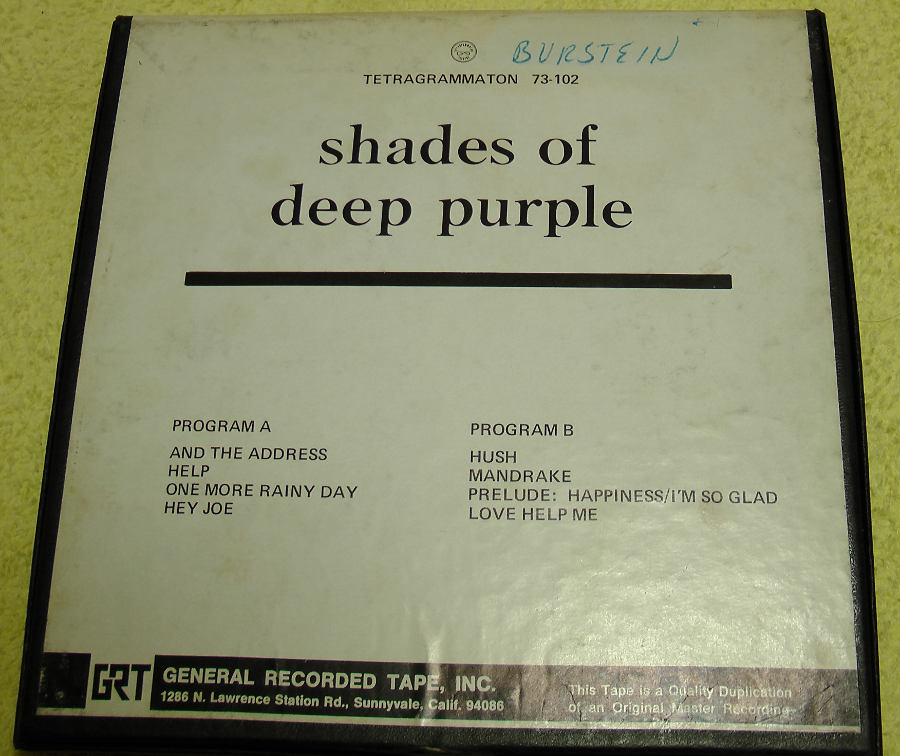 BURSTEIN
TETRAGRAMMATON 73-102
shades of
deep purple
PROGRAM A
AND THE ADDRESS
HELP
ONE MORE RAINY DAY
HEY JOE
PROGRAM B
HUSH
MANDRAKE
PRELUDE: HAPPINESS/I'M SO GLAD
LOVE HELP ME
GRT
GENERAL RECORDED TAPE, INC.
1286 N. Lawrence Station Rd., Sunnyvale, Calif. 94086
This Tape is a Quality Duplication
of an Original Master Recording